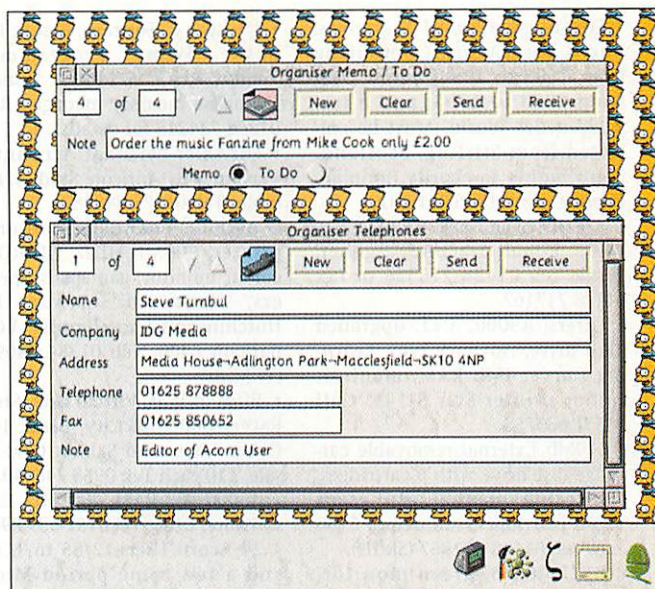 Organiser Memo / To Do
4 of 4 New Clear Send Receive
Note Order the music Fanzine from Mike Cook only £2.00
Memo To Do
Organiser Telephones
1 of 4 New Clear Send Receive
Name Steve Turnbul
Company IDG Media
Address Media House¬Adlington Park¬Macclesfield¬SK10 4NP
Telephone 01625 878888
Fax 01625 850652
Note Editor of Acorn User